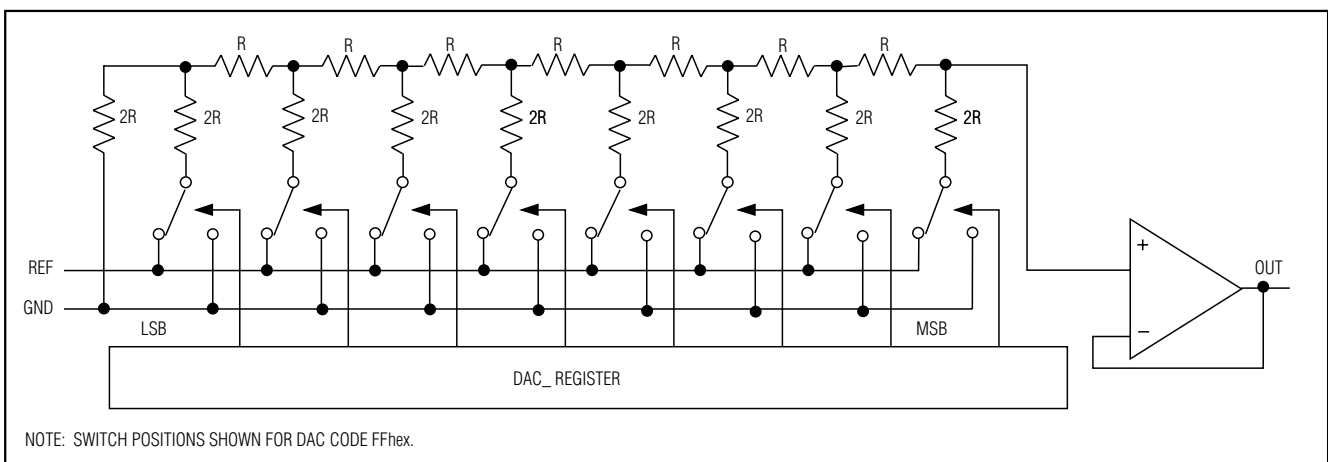 R R R R R R R
2R 2R 2R 2R 2R 2R 2R 2R 2R
+
REF
OUT
GND
LSB MSB
−
DAC_ REGISTER
NOTE: SWITCH POSITIONS SHOWN FOR DAC CODE FFhex.